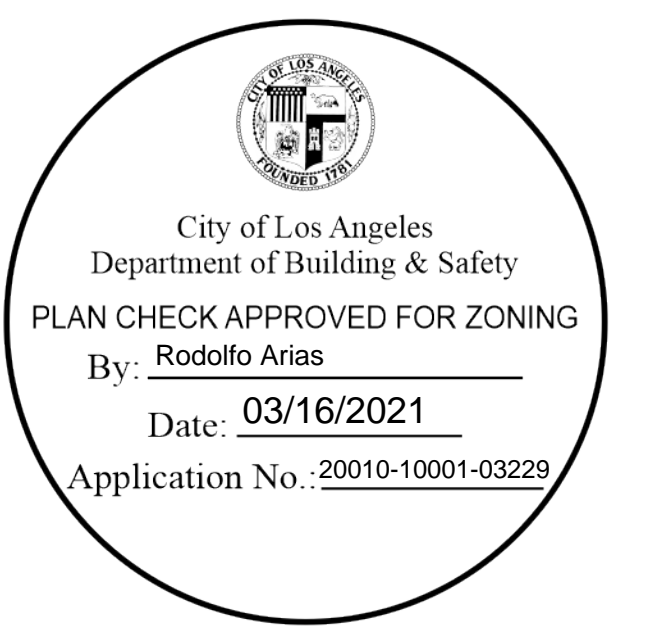 CITY OF LOS ANGELES
FOUNDED 1781
City of Los Angeles
Department of Building & Safety
PLAN CHECK APPROVED FOR ZONING
By: Rodolfo Arias
Date: 03/16/2021
Application No.: 20010-10001-03229